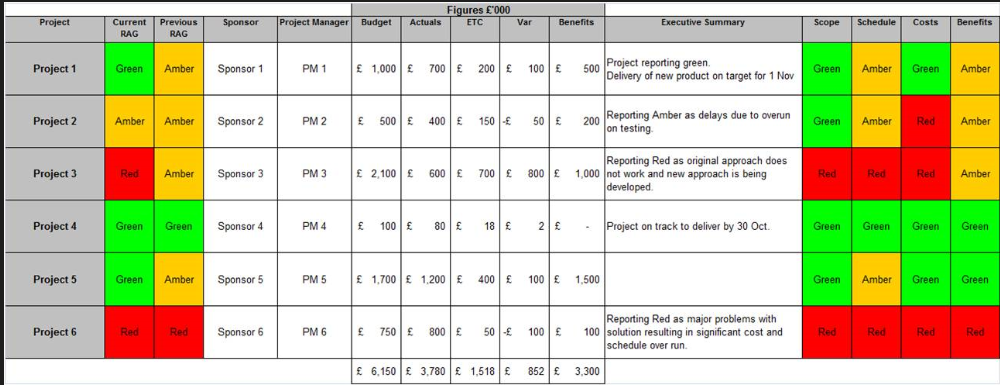 Figures £'000
Project Current RAG Previous RAG Sponsor Project Manager Budget Actuals ETC Var Benefits Executive Summary Scope Schedule Costs Benefits
Project 1 Green Amber Sponsor 1 PM 1 £ 1,000 £ 700 £ 200 £ 100 £ 500 Project reporting green.
Delivery of new product on target for 1 Nov Green Amber Green Amber
Project 2 Amber Amber Sponsor 2 PM 2 £ 500 £ 400 £ 150 -£ 50 £ 200 Reporting Amber as delays due to overun
on testing. Green Amber Red Amber
Project 3 Red Amber Sponsor 3 PM 3 £ 2,100 £ 600 £ 700 £ 800 £ 1,000 Reporting Red as original approach does
not work and new approach is being
developed. Red Red Red Amber
Project 4 Green Green Sponsor 4 PM 4 £ 100 £ 80 £ 18 £ 2 £ - Project on track to deliver by 30 Oct. Green Green Green Green
Project 5 Green Amber Sponsor 5 PM 5 £ 1,700 £ 1,200 £ 400 £ 100 £ 1,500 Green Amber Green Green
Project 6 Red Red Sponsor 6 PM 6 £ 750 £ 800 £ 50 -£ 100 £ 100 Reporting Red as major problems with
solution resulting in significant cost and
schedule over run. Red Red Red Red
£ 6,150 £ 3,780 £ 1,518 £ 852 £ 3,300